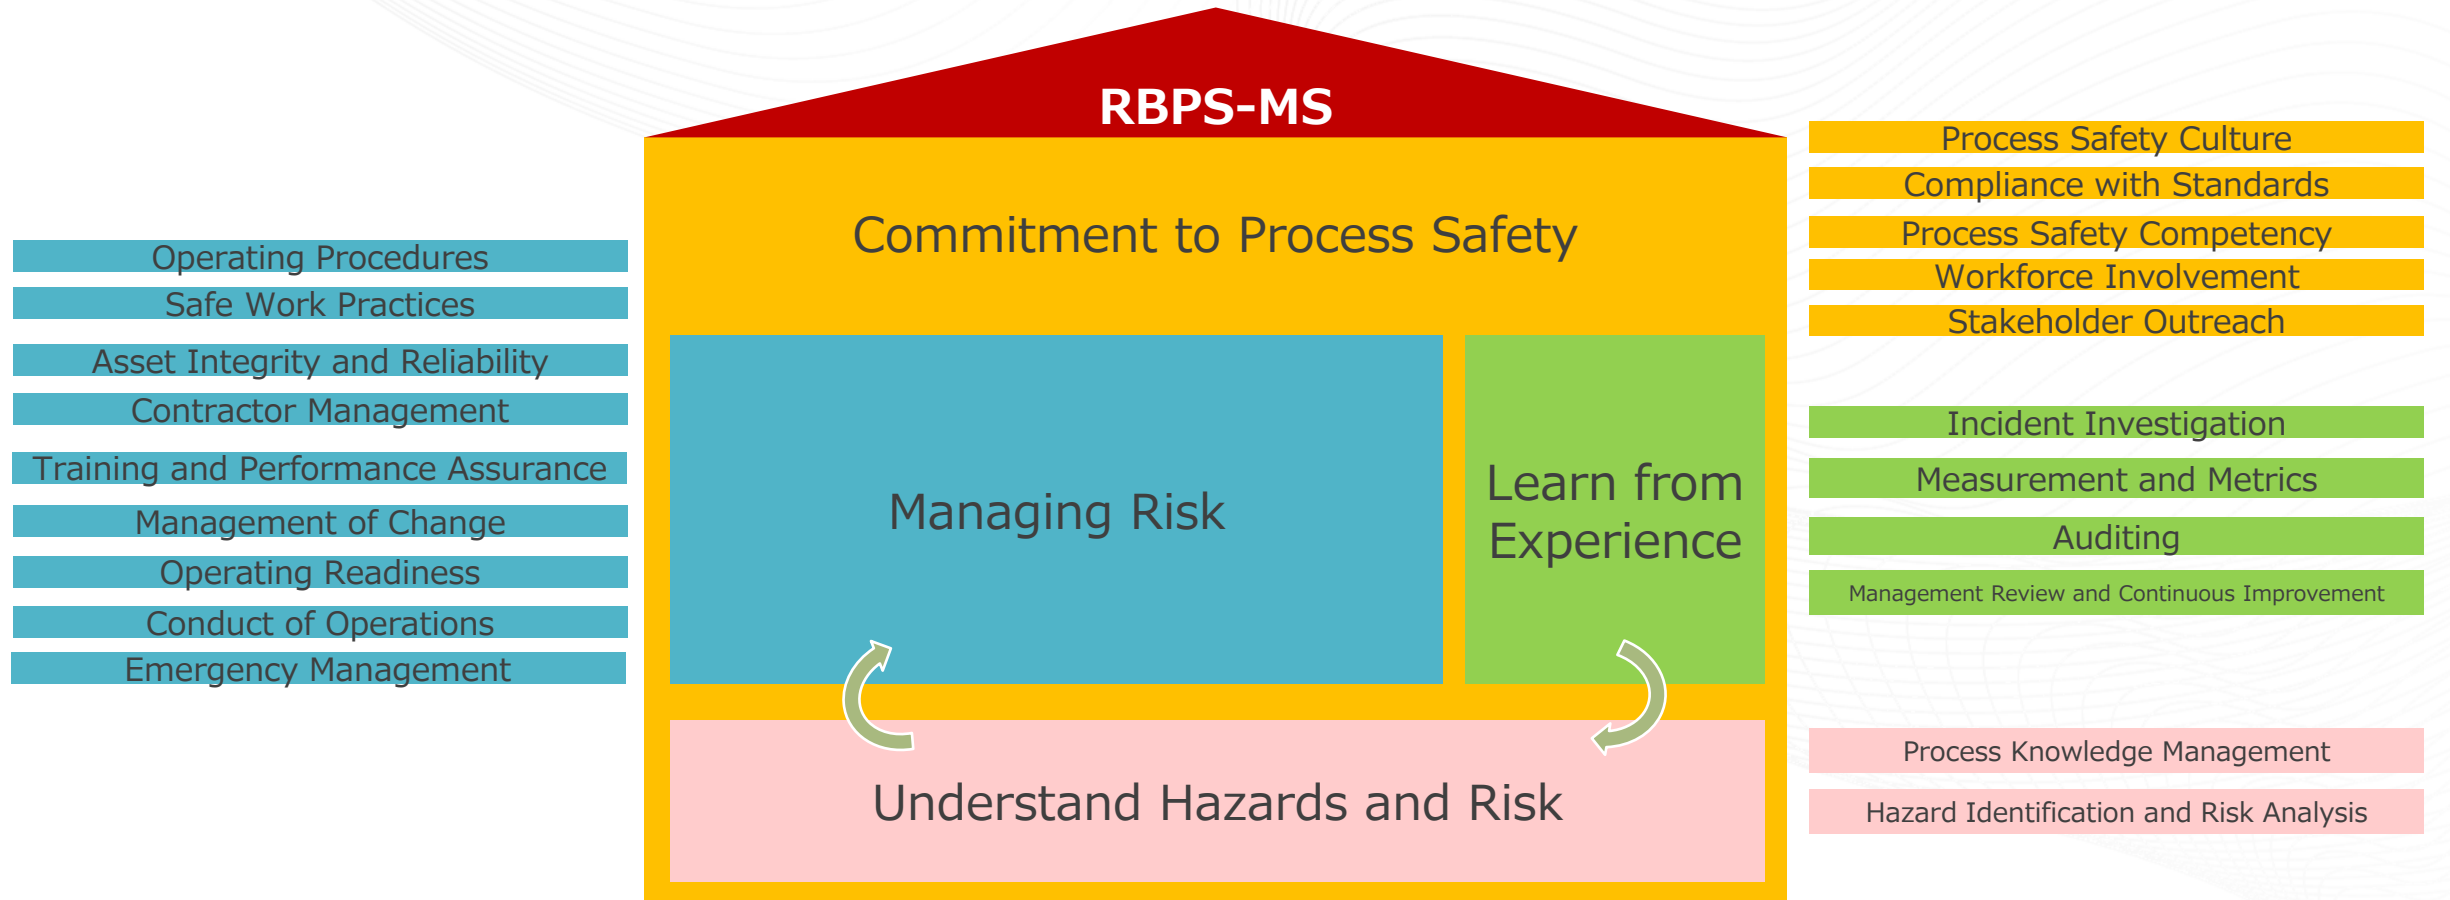 RBPS-MS
Commitment to Process Safety
Managing Risk
Learn from
Experience
Understand Hazards and Risk
Operating Procedures
Safe Work Practices
Asset Integrity and Reliability
Contractor Management
Training and Performance Assurance
Management of Change
Operating Readiness
Conduct of Operations
Emergency Management
Process Safety Culture
Compliance with Standards
Process Safety Competency
Workforce Involvement
Stakeholder Outreach
Incident Investigation
Measurement and Metrics
Auditing
Management Review and Continuous Improvement
Process Knowledge Management
Hazard Identification and Risk Analysis